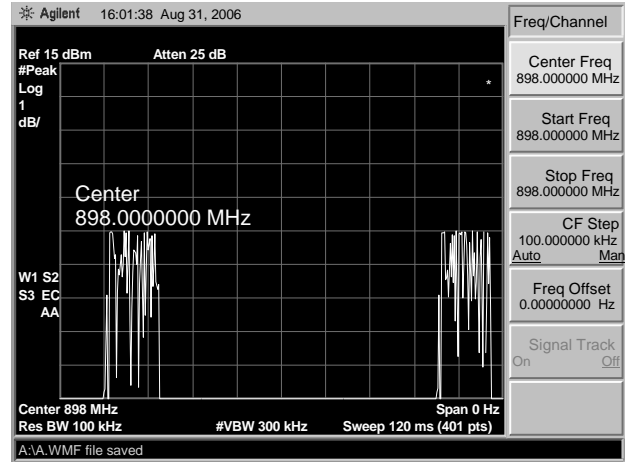 Agilent 16:01:38 Aug 31, 2006
Freq/Channel
Ref 15 dBm Atten 25 dB
#Peak
Log
1
dB/
*
Center
898.0000000 MHz
W1 S2
S3 EC
AA
Center 898 MHz Span 0 Hz
Res BW 100 kHz #VBW 300 kHz Sweep 120 ms (401 pts)
A:\A.WMF file saved
Center Freq
898.000000 MHz
Start Freq
898.000000 MHz
Stop Freq
898.000000 MHz
CF Step
100.000000 kHz
Auto Man
Freq Offset
0.00000000 Hz
Signal Track
On Off